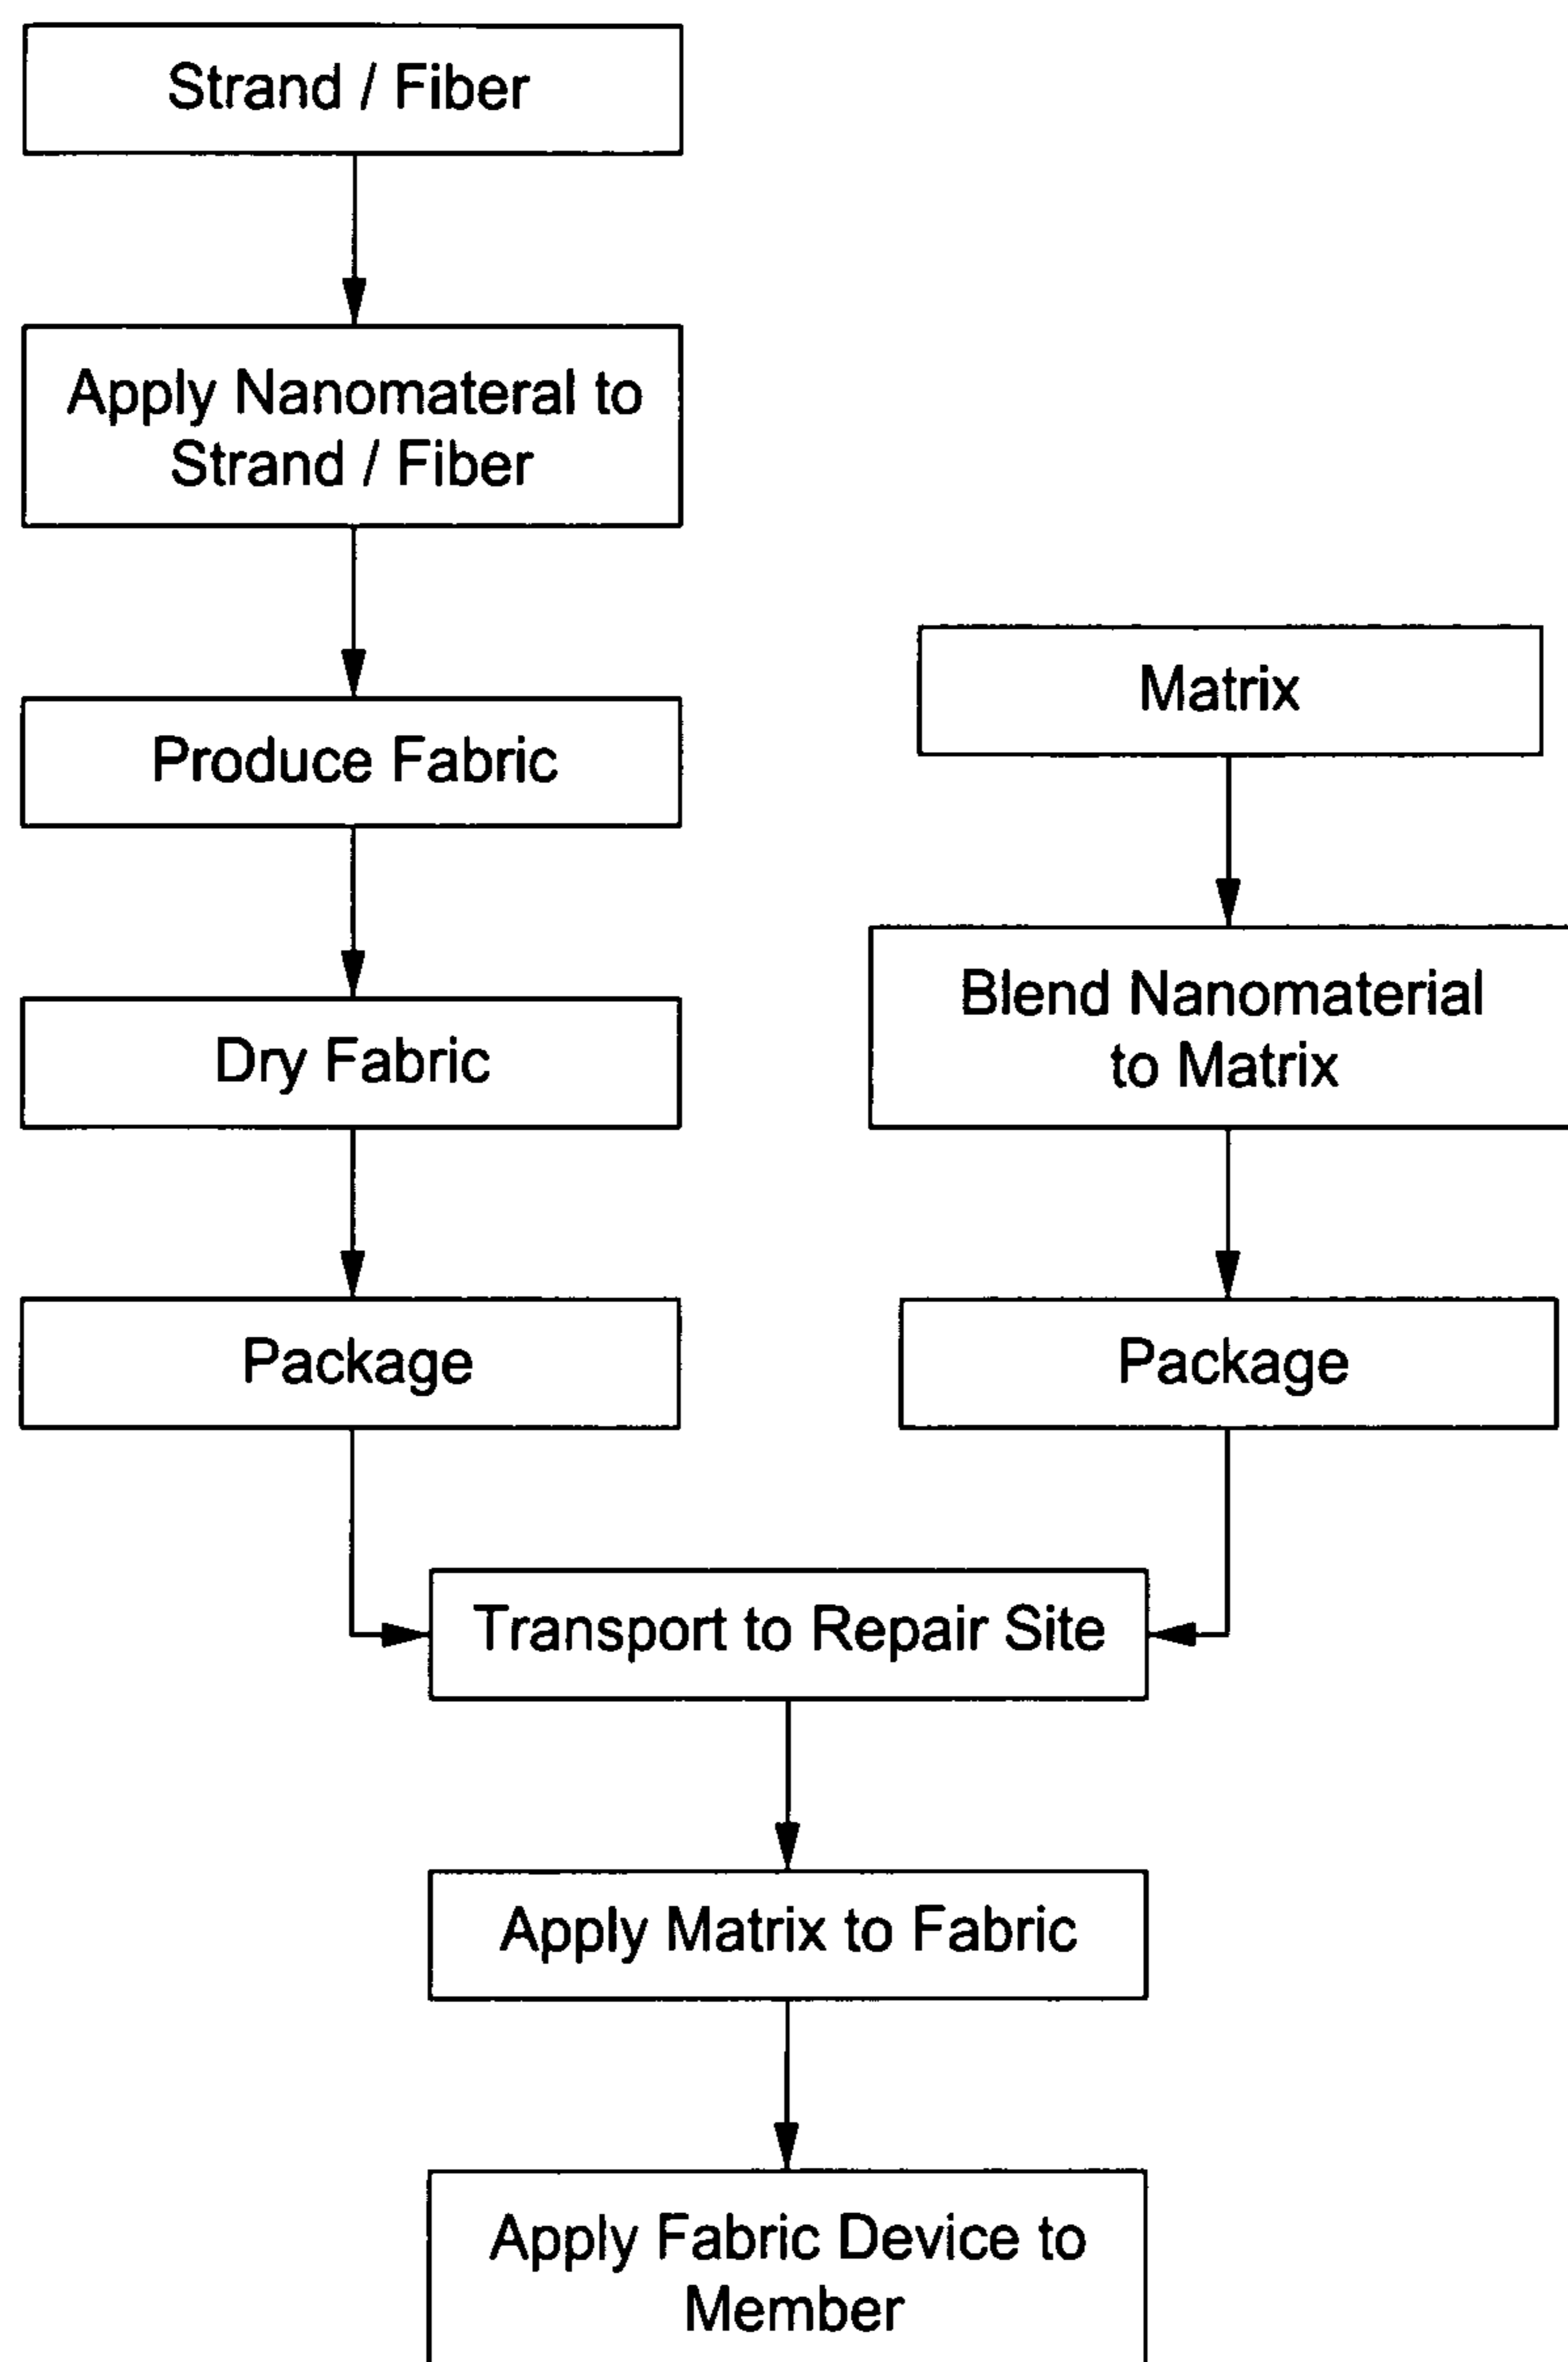 Strand / Fiber
Apply Nanomateral to
Strand / Fiber
Produce Fabric
Dry Fabric
Package
Matrix
Blend Nanomaterial
to Matrix
Package
Transport to Repair Site
Apply Matrix to Fabric
Apply Fabric Device to
Member